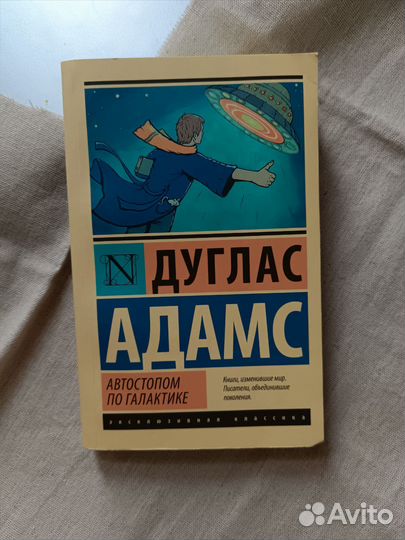 N
ДУГЛАС
АДАМС
АВТОСТОПОМ
ПО ГАЛАКТИКЕ
Книги, изменившие мир.
Писатели, объединившие
поколения.
ЭКСКЛЮЗИВНАЯ КЛАССИКА
Avito